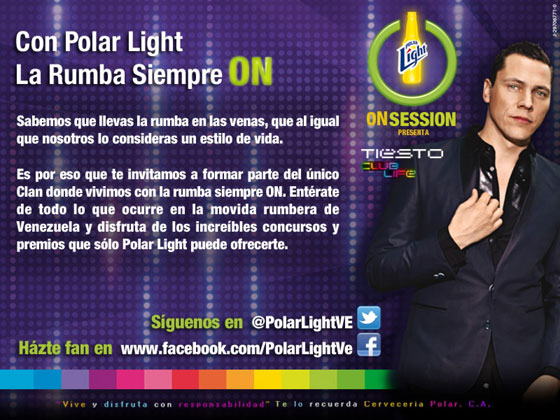 Con Polar Light
La Rumba Siempre ON
Sabemos que llevas la rumba en las venas, que al igual
que nosotros lo consideras un estilo de vida.
Es por eso que te invitamos a formar parte del único
Clan donde vivimos con la rumba siempre ON. Entérate
de todo lo que ocurre en la movida rumbera de
Venezuela y disfruta de los increíbles concursos y
premios que sólo Polar Light puede ofrecerte.
Síguenos en @PolarLightVE
Házte fan en www.facebook.com/PolarLightVe
POLAR
Light
ON SESSION
PRESENTA
TIËSTO
CLUB
LIFE
"Vive y disfruta con responsabilidad" Te lo recuerda Cervecería Polar, C.A.